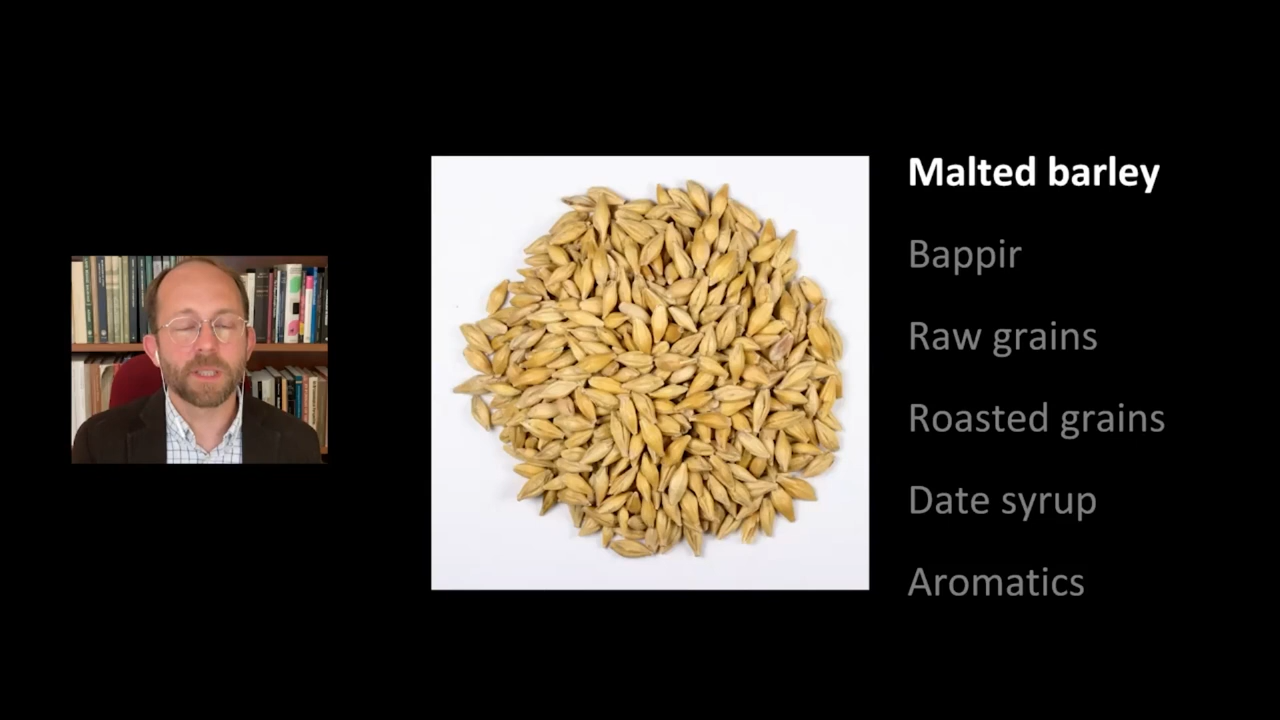 Malted barley
Bappir
Raw grains
Roasted grains
Date syrup
Aromatics